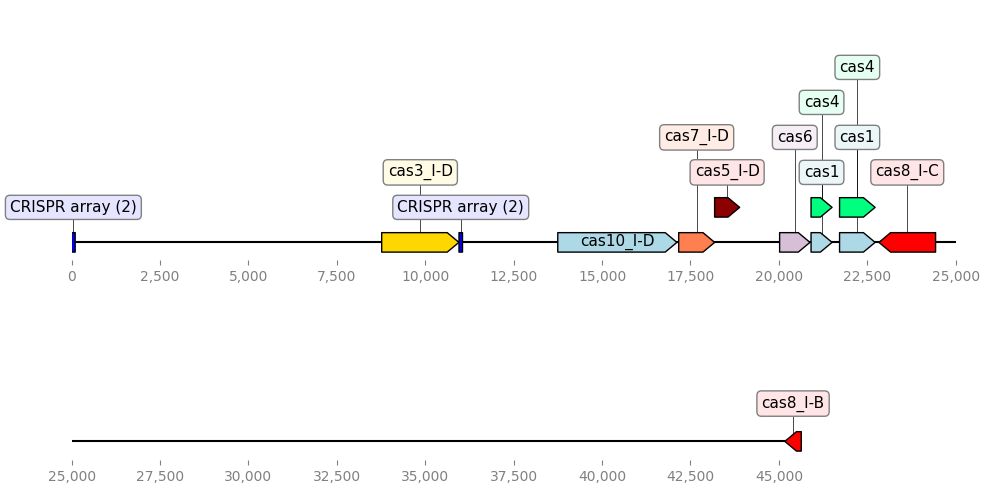 cas4
cas4
cas7_I-D
cas6
cas1
cas3_I-D
cas5_I-D
cas1
cas8_I-C
CRISPR array (2)
CRISPR array (2)
cas10_I-D
0
2,500
5,000
7,500
10,000
12,500
15,000
17,500
20,000
22,500
25,000
cas8_I-B
25,000
27,500
30,000
32,500
35,000
37,500
40,000
42,500
45,000